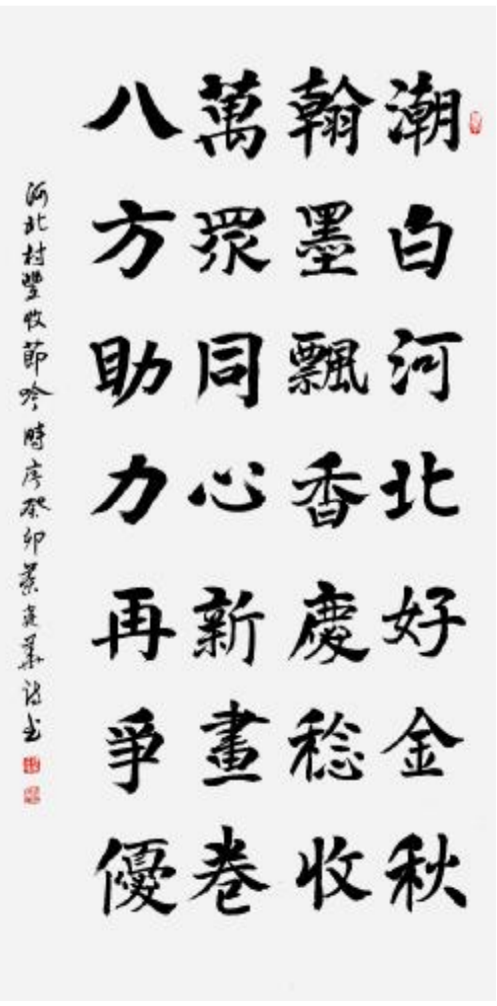 潮白河北好金秋
翰墨飄香慶稔收
萬眾同心新畫卷
八方助力再爭優
河北村豐收節吟時序癸卯葉